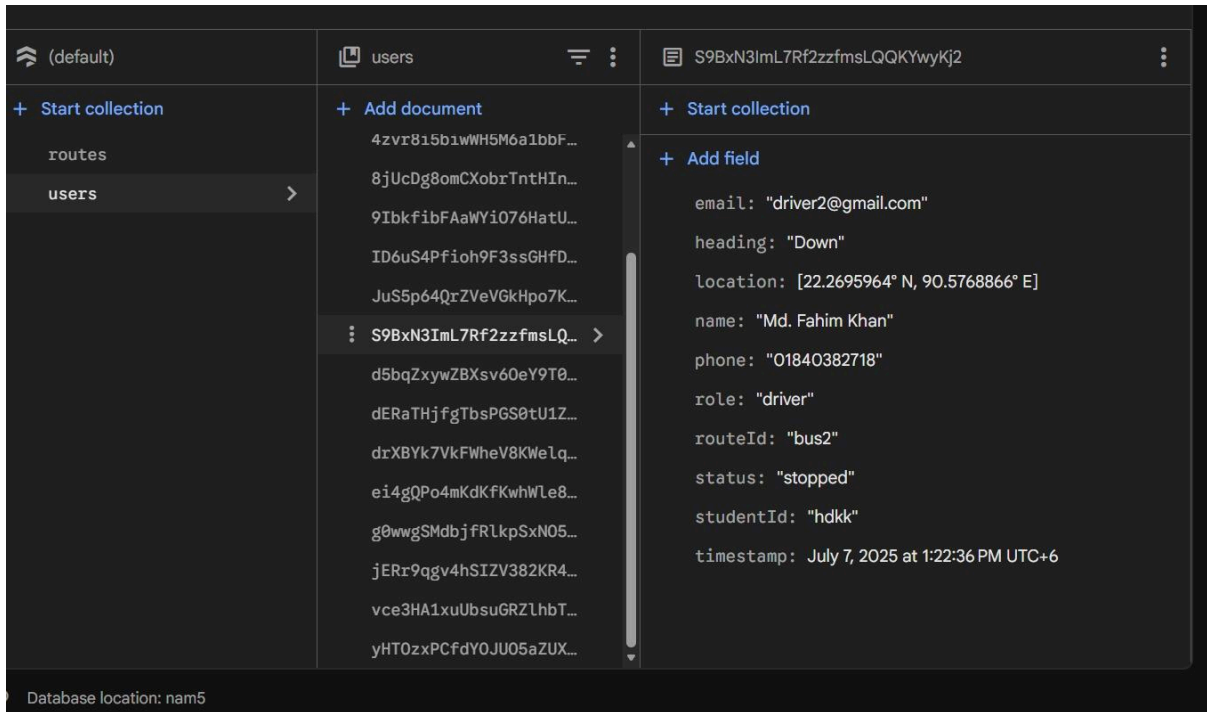 (default)
+ Start collection
routes
users
users
+ Add document
4zvr8i5biwWH5M6a1bbF…
8jUcDg8omCXobrTntHIn…
9IbkfibFAaWYiO76HatU…
ID6uS4Pfioh9F3ssGHfD…
JuS5p64QrZVeVGkHpo7K…
S9BxN3ImL7Rf2zzfmsLQ…
d5bqZxywZBXsv6OeY9T0…
dERaTHjfgTbsPGS0tU1Z…
drXBYk7VkFWheV8KWelq…
ei4gQPo4mKdKfKwhWle8…
g0wwgSMdbjfRlkpSxNO5…
jERr9qgv4hSIZV382KR4…
vce3HA1xuUbsuGRZlhbT…
yHTOzxPCfdYOJUO5aZUX…
S9BxN3ImL7Rf2zzfmsLQQKYwyKj2
+ Start collection
+ Add field
email: "driver2@gmail.com"
heading: "Down"
location: [22.2695964° N, 90.5768866° E]
name: "Md. Fahim Khan"
phone: "01840382718"
role: "driver"
routeId: "bus2"
status: "stopped"
studentId: "hdkk"
timestamp: July 7, 2025 at 1:22:36 PM UTC+6
Database location: nam5